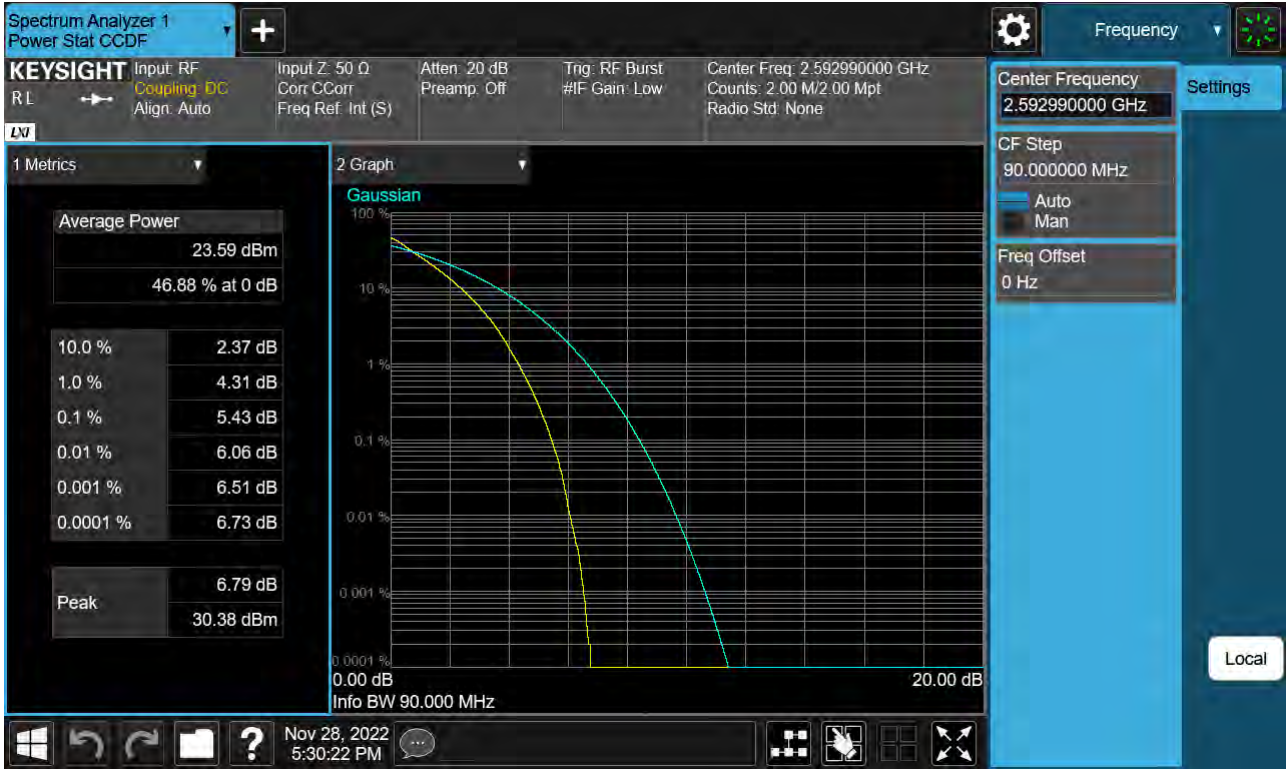 Spectrum Analyzer 1
Power Stat CCDF
Frequency
KEYSIGHT
R L
LXI
Input: RF
Coupling: DC
Align: Auto
Input Z: 50 Ω
Corr CCorr
Freq Ref: Int (S)
Atten: 20 dB
Preamp: Off
Trig: RF Burst
#IF Gain: Low
Center Freq: 2.592990000 GHz
Counts: 2.00 M/2.00 Mpt
Radio Std: None
Center Frequency
2.592990000 GHz
CF Step
90.000000 MHz
Auto
Man
Freq Offset
0 Hz
Settings
Local
1 Metrics
Average Power
23.59 dBm
46.88 % at 0 dB
10.0 % 2.37 dB
1.0 % 4.31 dB
0.1 % 5.43 dB
0.01 % 6.06 dB
0.001 % 6.51 dB
0.0001 % 6.73 dB
Peak
6.79 dB
30.38 dBm
2 Graph
Gaussian
100 %
10 %
1 %
0.1 %
0.01 %
0.001 %
0.0001 %
0.00 dB 20.00 dB
Info BW 90.000 MHz
?
Nov 28, 2022
5:30:22 PM